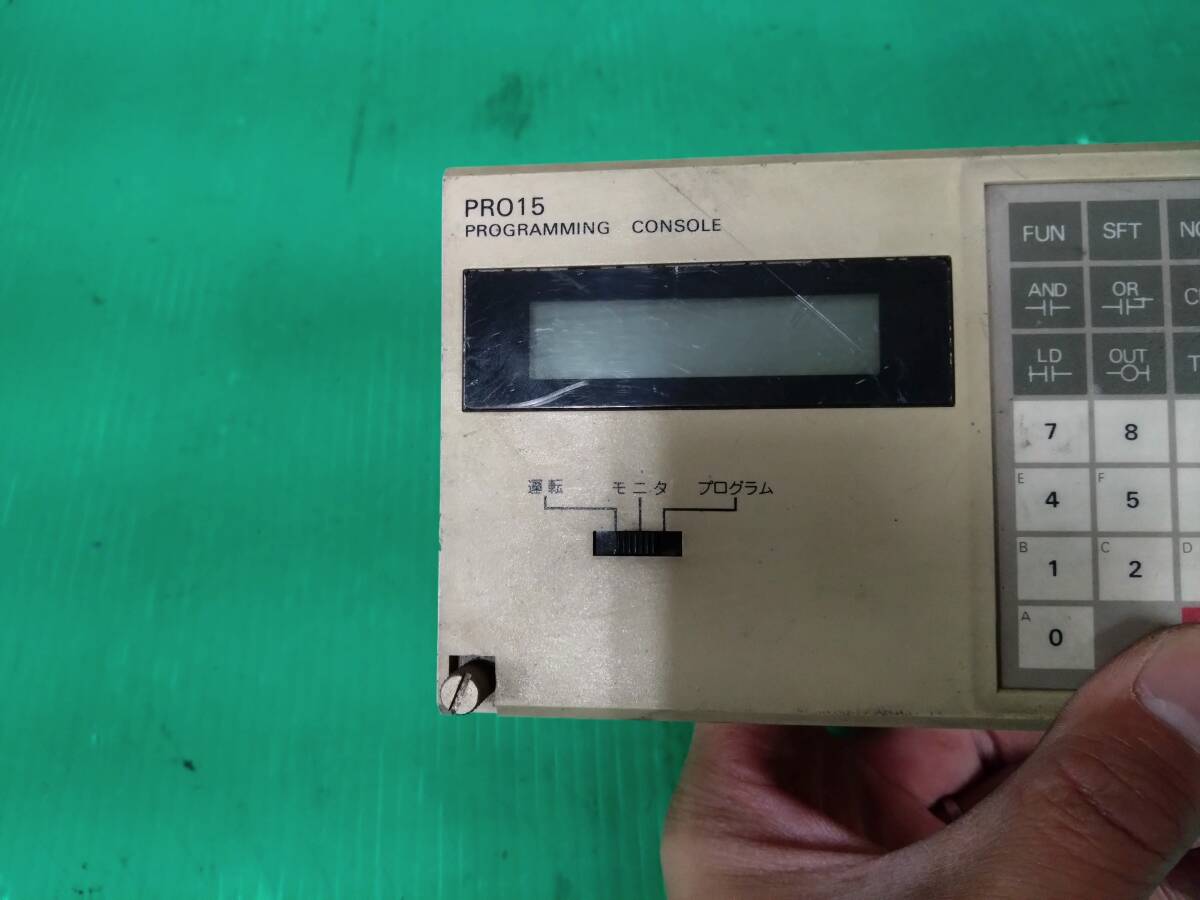 PRO15
PROGRAMMING CONSOLE
運転 モニタ プログラム
FUN SFT
AND OR
LD OUT
7 8
E 4 F 5
B 1 C 2 D
A 0